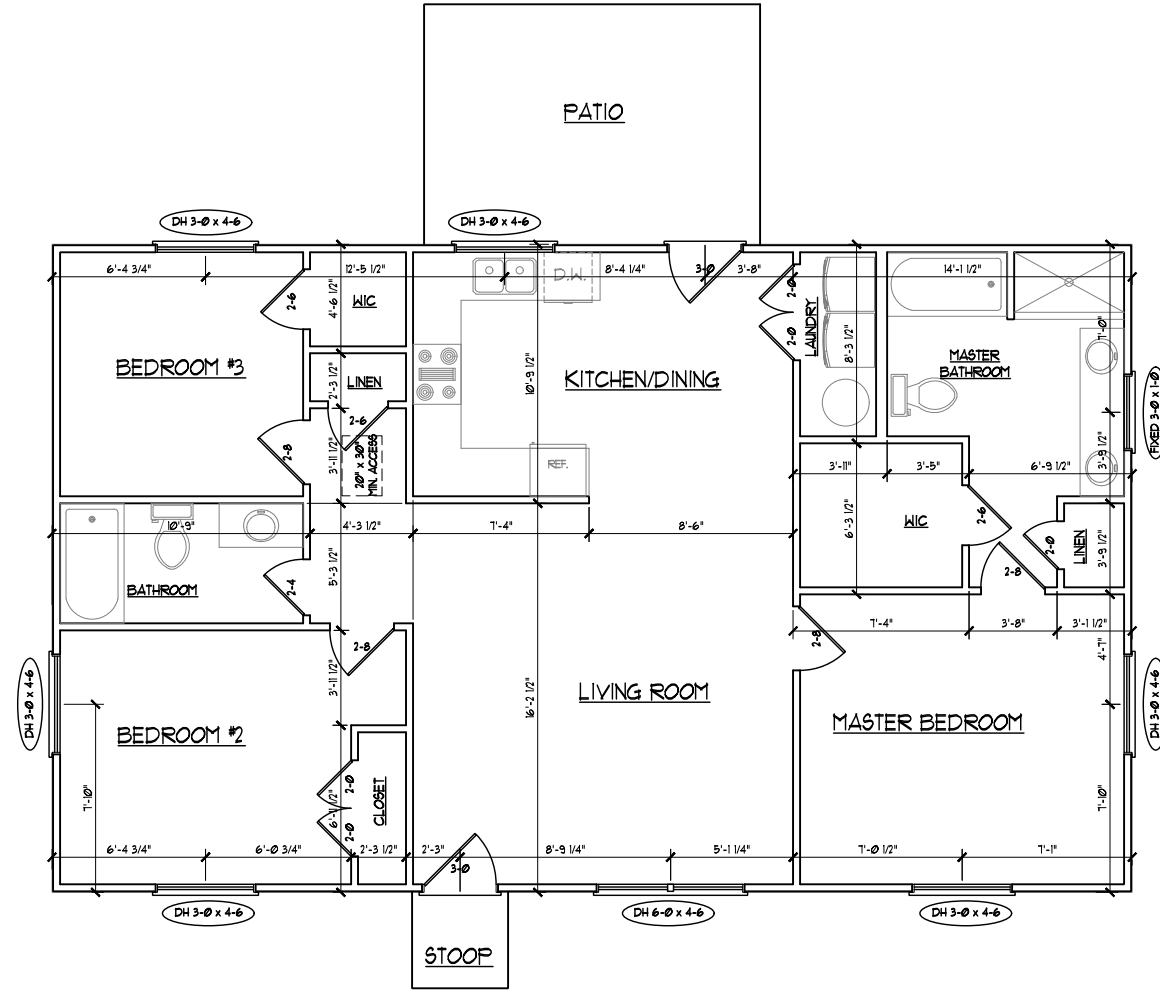 PATIO
DH 3-0 x 4-6
DH 3-0 x 4-6
6'-4 3/4"
12'-5 1/2"
8'-4 1/4"
3-0
3'-8"
14'-1 1/2"
D.W.
2-6
4'-6 1/2"
WIC
2-0
LAUNDRY
2-0
8'-3 1/2"
7'-0"
MASTER
BATHROOM
BEDROOM #3
2'-3 1/2"
LINEN
10'-9 1/2"
KITCHEN/DINING
FIXED 3-0 x 1-0
2-6
2-8
3'-11 1/2"
20" x 30"
MIN. ACCESS
REF.
3'-11"
3'-5"
6'-9 1/2"
3'-9 1/2"
10'-9"
4'-3 1/2"
7'-4"
8'-6"
6'-3 1/2"
WIC
2-6
2-0
LINEN
3'-9 1/2"
BATHROOM
2-4
5'-3 1/2"
2-8
2-8
2-8
7'-4"
3'-8"
3'-1 1/2"
4'-7"
DH 3-0 x 4-6
3'-11 1/2"
16'-2 1/2"
LIVING ROOM
MASTER BEDROOM
DH 3-0 x 4-6
BEDROOM #2
7'-10"
2-0
6'-11 1/2"
2-0
CLOSET
7'-10"
6'-4 3/4"
6'-0 3/4"
2'-3 1/2"
2'-3"
3-0
8'-9 1/4"
5'-1 1/4"
7'-0 1/2"
7'-1"
DH 3-0 x 4-6
DH 6-0 x 4-6
DH 3-0 x 4-6
STOOP